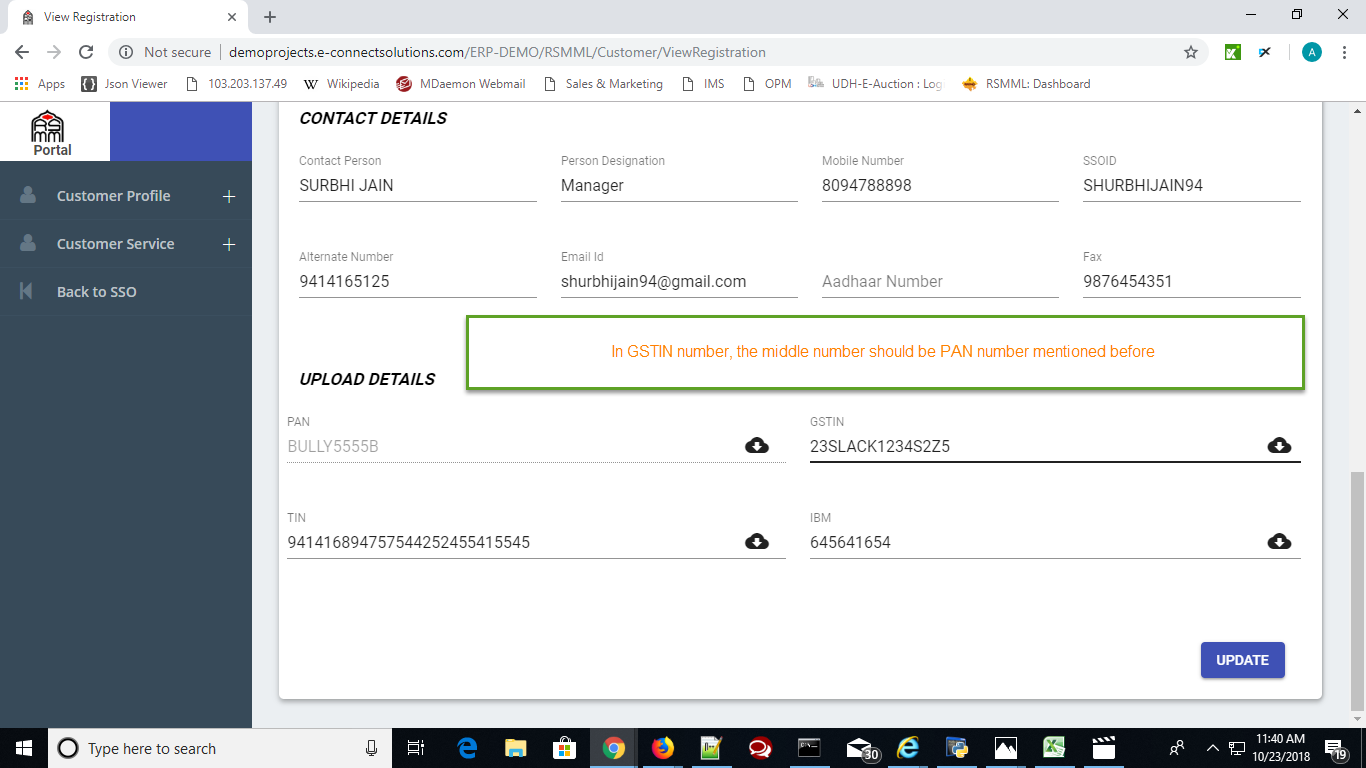 View Registration
Not secure | demoprojects.e-connectsolutions.com/ERP-DEMO/RSMML/Customer/ViewRegistration A
Apps Json Viewer 103.203.137.49 Wikipedia MDaemon Webmail Sales & Marketing IMS OPM UDH-E-Auction : Log RSMML: Dashboard
RS
MM
Portal
Customer Profile
Customer Service
Back to SSO
CONTACT DETAILS
Contact Person Person Designation Mobile Number SSOID
SURBHI JAIN Manager 8094788898 SHURBHIJAIN94
Alternate Number Email Id Fax
9414165125 shurbhijain94@gmail.com Aadhaar Number 9876454351
In GSTIN number, the middle number should be PAN number mentioned before
UPLOAD DETAILS
PAN GSTIN
BULLY5555B 23SLACK1234S2Z5
TIN IBM
941416894757544252455415545 645641654
UPDATE
Type here to search 30 11:40 AM
10/23/2018 19